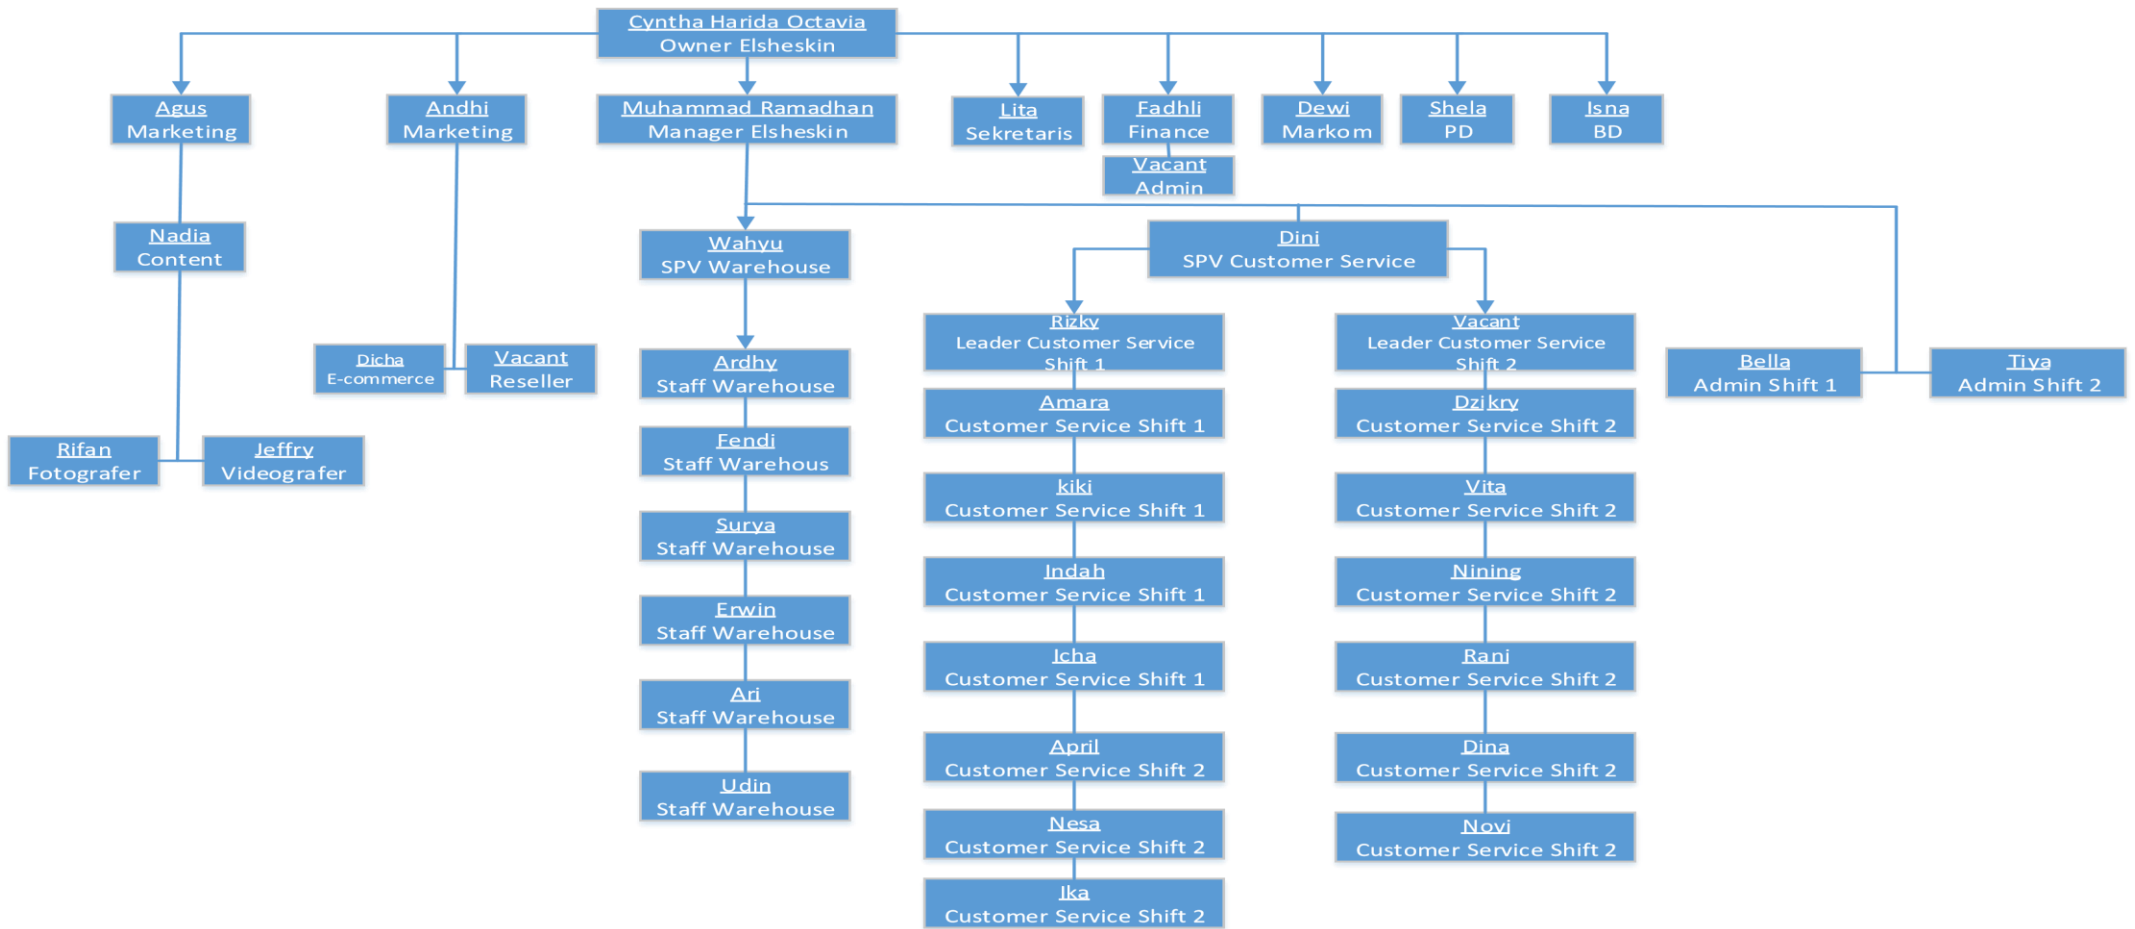 Cyntha Harida Octavia
Owner Elsheskin
Agus
Marketing
Andhi
Marketing
Muhammad Ramadhan
Manager Elsheskin
Lita
Sekretaris
Fadhli
Finance
Dewi
Markom
Shela
PD
Isna
BD
Vacant
Admin
Nadia
Content
Wahyu
SPV Warehouse
Dini
SPV Customer Service
Dicha
E-commerce
Vacant
Reseller
Rifan
Fotografer
Jeffry
Videografer
Ardhy
Staff Warehouse
Fendi
Staff Warehous
Surya
Staff Warehouse
Erwin
Staff Warehouse
Ari
Staff Warehouse
Udin
Staff Warehouse
Rizky
Leader Customer Service
Shift 1
Amara
Customer Service Shift 1
kiki
Customer Service Shift 1
Indah
Customer Service Shift 1
Icha
Customer Service Shift 1
April
Customer Service Shift 2
Nesa
Customer Service Shift 2
Ika
Customer Service Shift 2
Vacant
Leader Customer Service
Shift 2
Dzikry
Customer Service Shift 2
Vita
Customer Service Shift 2
Nining
Customer Service Shift 2
Rani
Customer Service Shift 2
Dina
Customer Service Shift 2
Novi
Customer Service Shift 2
Bella
Admin Shift 1
Tiya
Admin Shift 2